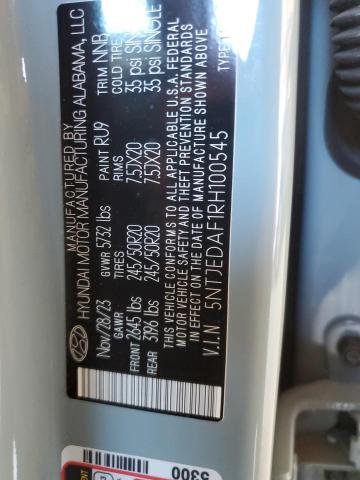 MANUFACTURED BY
HYUNDAI MOTOR MANUFACTURING ALABAMA, LLC
Nov/28/23 GVWR 5732 lbs PAINT RU9 TRIM NNB
GAWR TIRES RIMS COLD TIRE
FRONT 2645 lbs 245/50R20 7.5JX20 35 psi SINGLE
REAR 3196 lbs 245/50R20 7.5JX20 35 psi SINGLE
THIS VEHICLE CONFORMS TO ALL APPLICABLE U.S.A. FEDERAL
MOTOR VEHICLE SAFETY, AND THEFT PREVENTION STANDARDS
IN EFFECT ON THE DATE OF MANUFACTURE SHOWN ABOVE
V.I.N 5NTJEDAF1RH100545 TYPE
5300